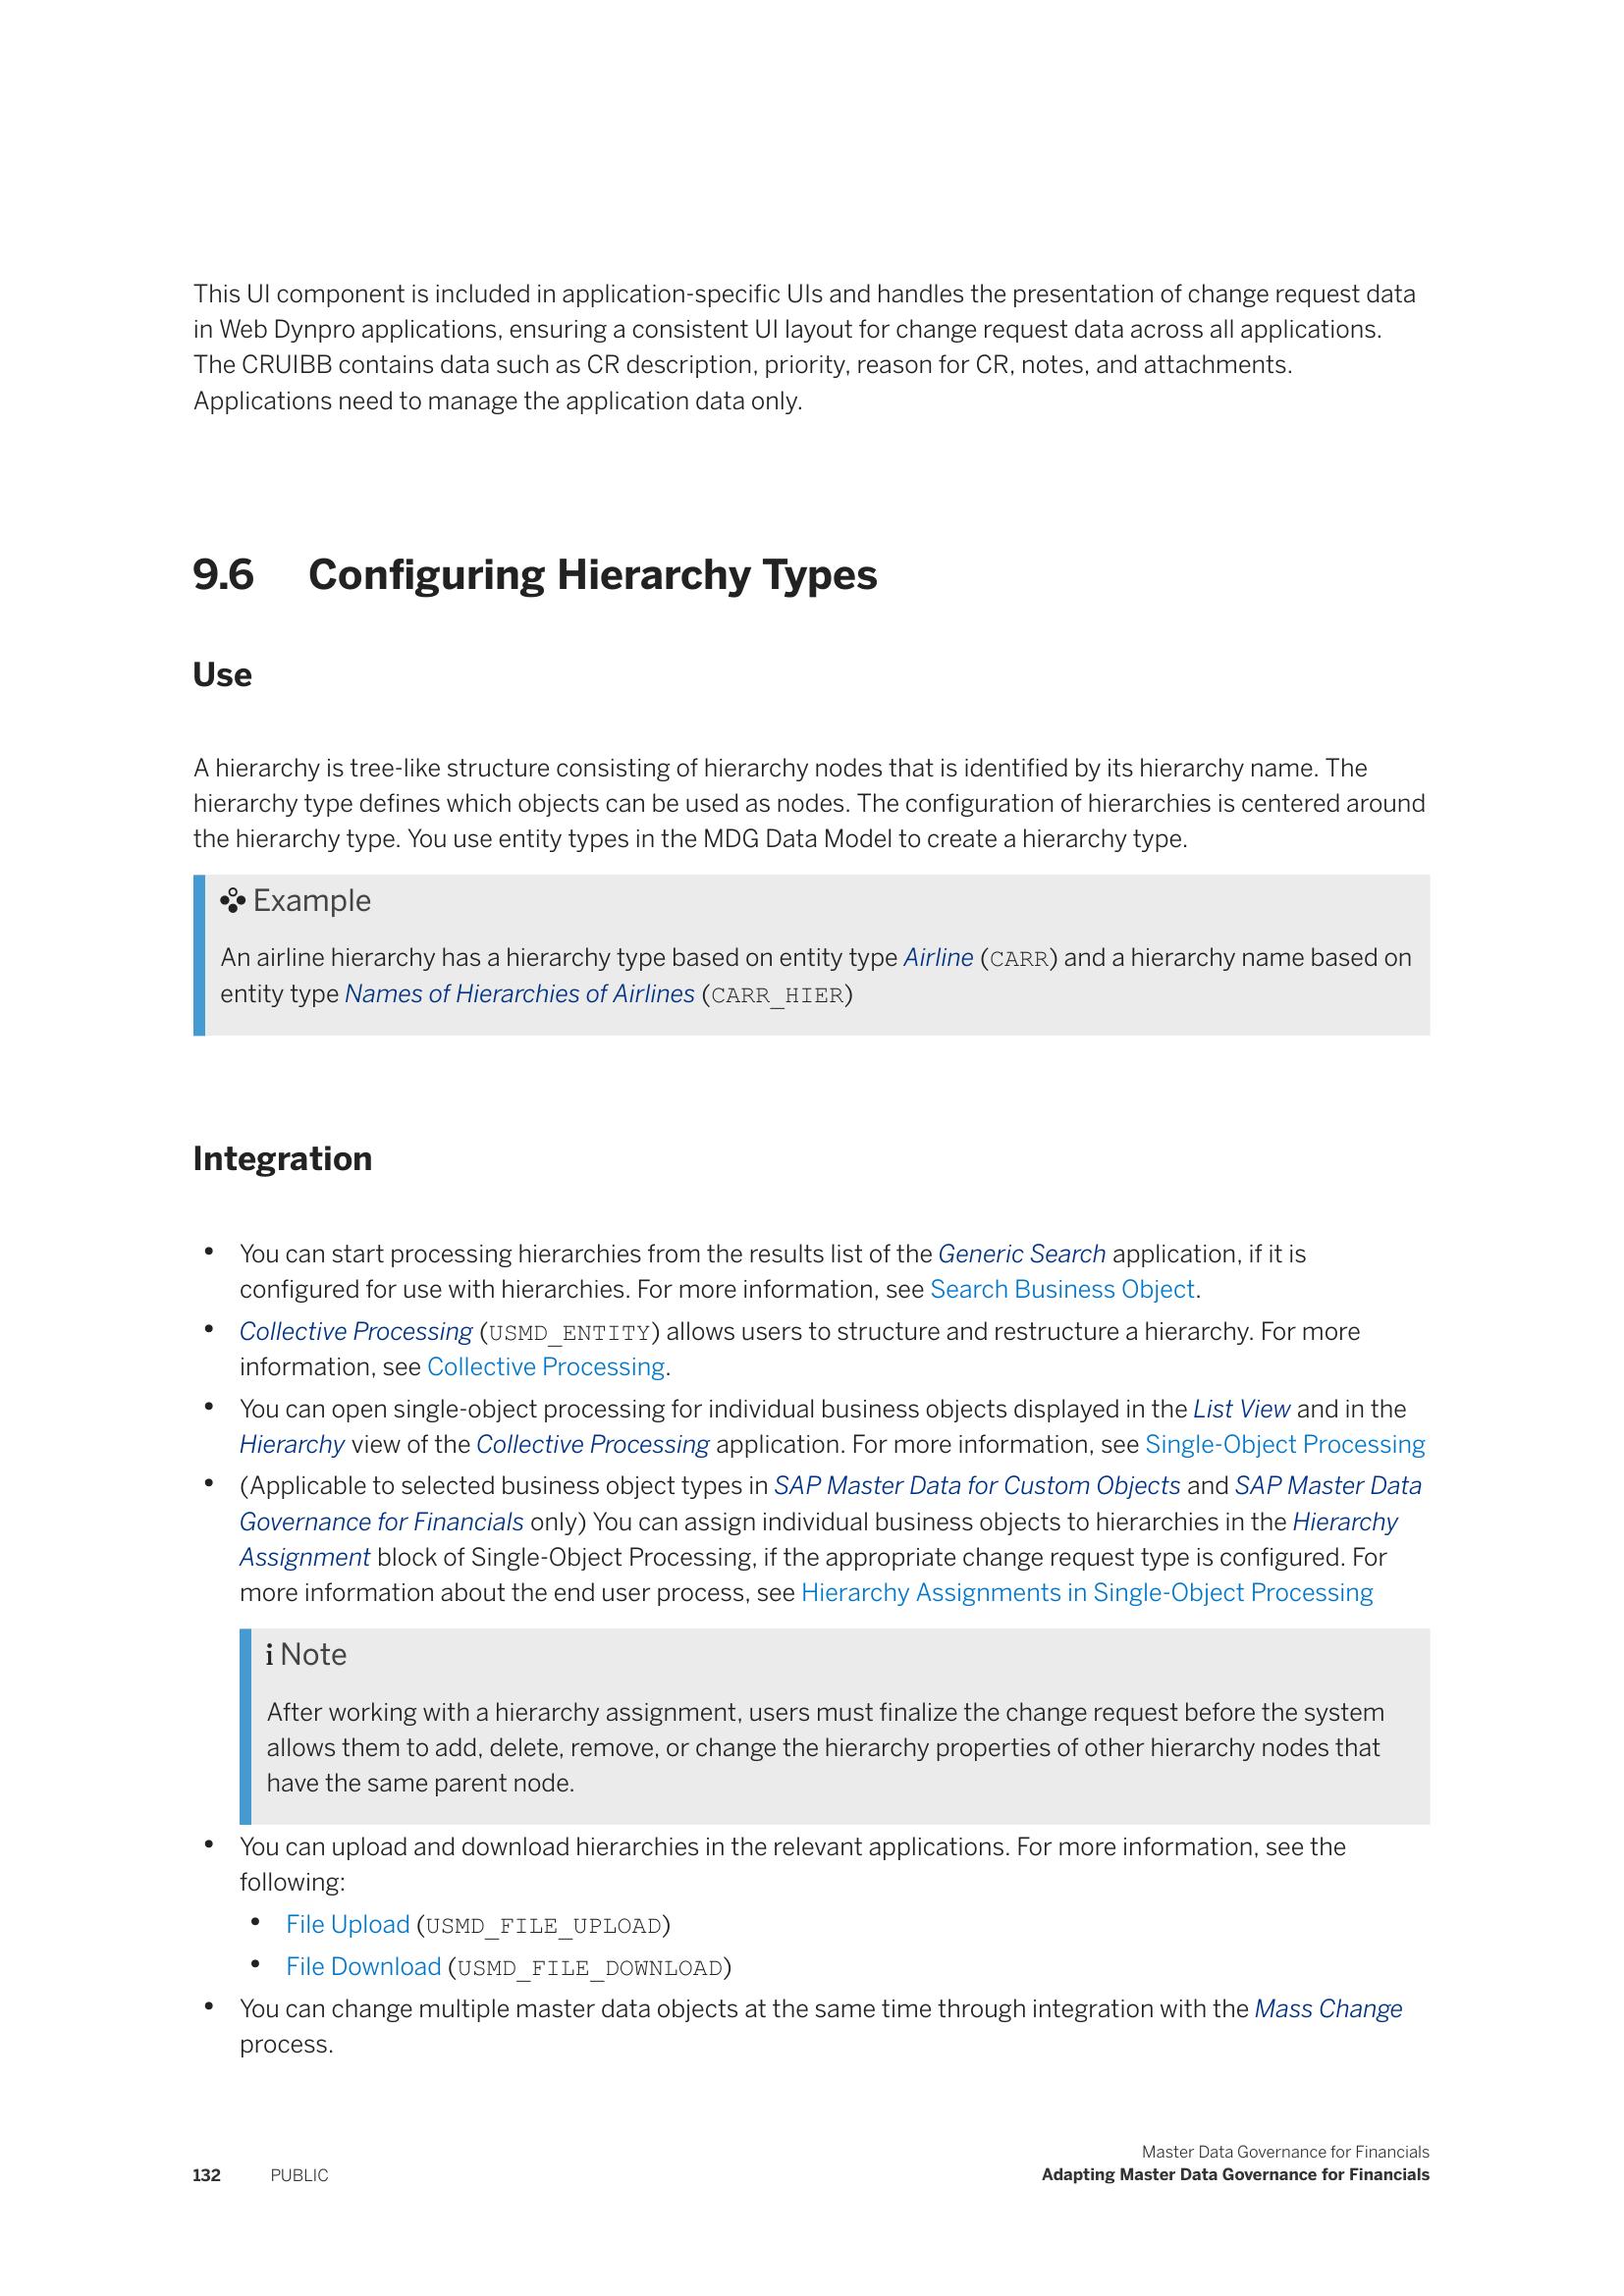 This UI component is included in application-specific UIs and handles the presentation of change request data
in Web Dynpro applications, ensuring a consistent UI layout for change request data across all applications.
The CRUIBB contains data such as CR description, priority, reason for CR, notes, and attachments.
Applications need to manage the application data only.
9.6 Configuring Hierarchy Types
Use
A hierarchy is tree-like structure consisting of hierarchy nodes that is identified by its hierarchy name. The
hierarchy type defines which objects can be used as nodes. The configuration of hierarchies is centered around
the hierarchy type. You use entity types in the MDG Data Model to create a hierarchy type.
Example
An airline hierarchy has a hierarchy type based on entity type Airline (CARR) and a hierarchy name based on
entity type Names of Hierarchies of Airlines (CARR_HIER)
Integration
• You can start processing hierarchies from the results list of the Generic Search application, if it is
configured for use with hierarchies. For more information, see Search Business Object.
• Collective Processing (USMD_ENTITY) allows users to structure and restructure a hierarchy. For more
information, see Collective Processing.
• You can open single-object processing for individual business objects displayed in the List View and in the
Hierarchy view of the Collective Processing application. For more information, see Single-Object Processing
• (Applicable to selected business object types in SAP Master Data for Custom Objects and SAP Master Data
Governance for Financials only) You can assign individual business objects to hierarchies in the Hierarchy
Assignment block of Single-Object Processing, if the appropriate change request type is configured. For
more information about the end user process, see Hierarchy Assignments in Single-Object Processing
i Note
After working with a hierarchy assignment, users must finalize the change request before the system
allows them to add, delete, remove, or change the hierarchy properties of other hierarchy nodes that
have the same parent node.
• You can upload and download hierarchies in the relevant applications. For more information, see the
following:
• File Upload (USMD_FILE_UPLOAD)
• File Download (USMD_FILE_DOWNLOAD)
• You can change multiple master data objects at the same time through integration with the Mass Change
process.
Master Data Governance for Financials
132 PUBLIC Adapting Master Data Governance for Financials